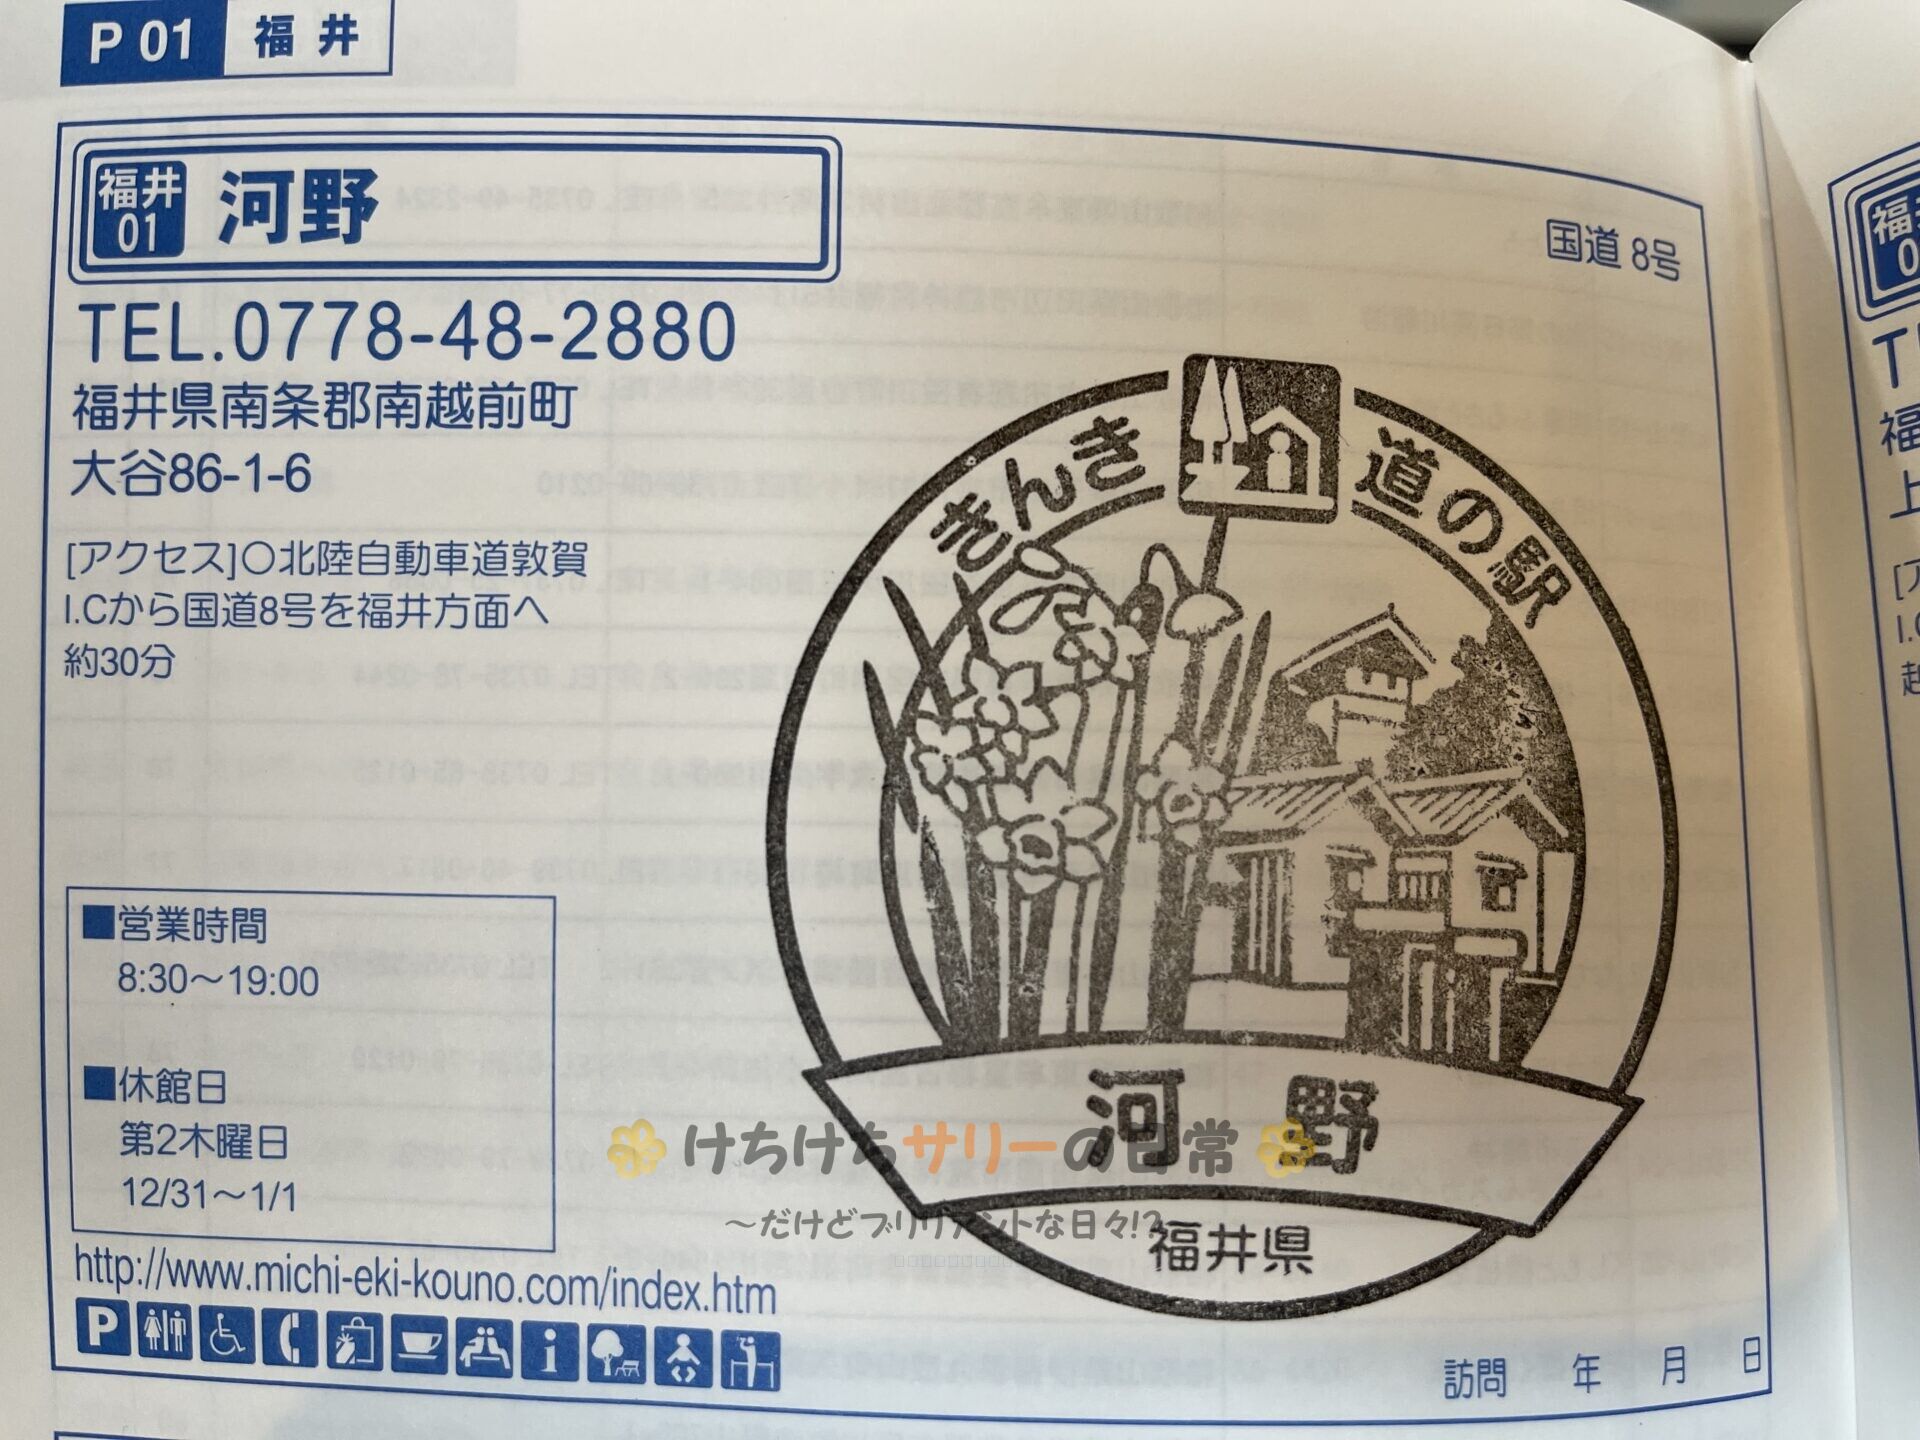 P 01 福井
福井 01 河野
国道 8号
TEL.0778-48-2880
福井県南条郡南越前町
大谷86-1-6
[アクセス]○北陸自動車道敦賀
I.Cから国道8号を福井方面へ
約30分
■営業時間
8:30～19:00
■休館日
第2木曜日
12/31～1/1
http://www.michi-eki-kouno.com/index.htm
P
きんき 道の駅
河野
福井県
けちけちサリーの日常
～だけどブリリアントな日々!?
訪問 年 月 日
福井
T
福
上
[ア
I.C
越